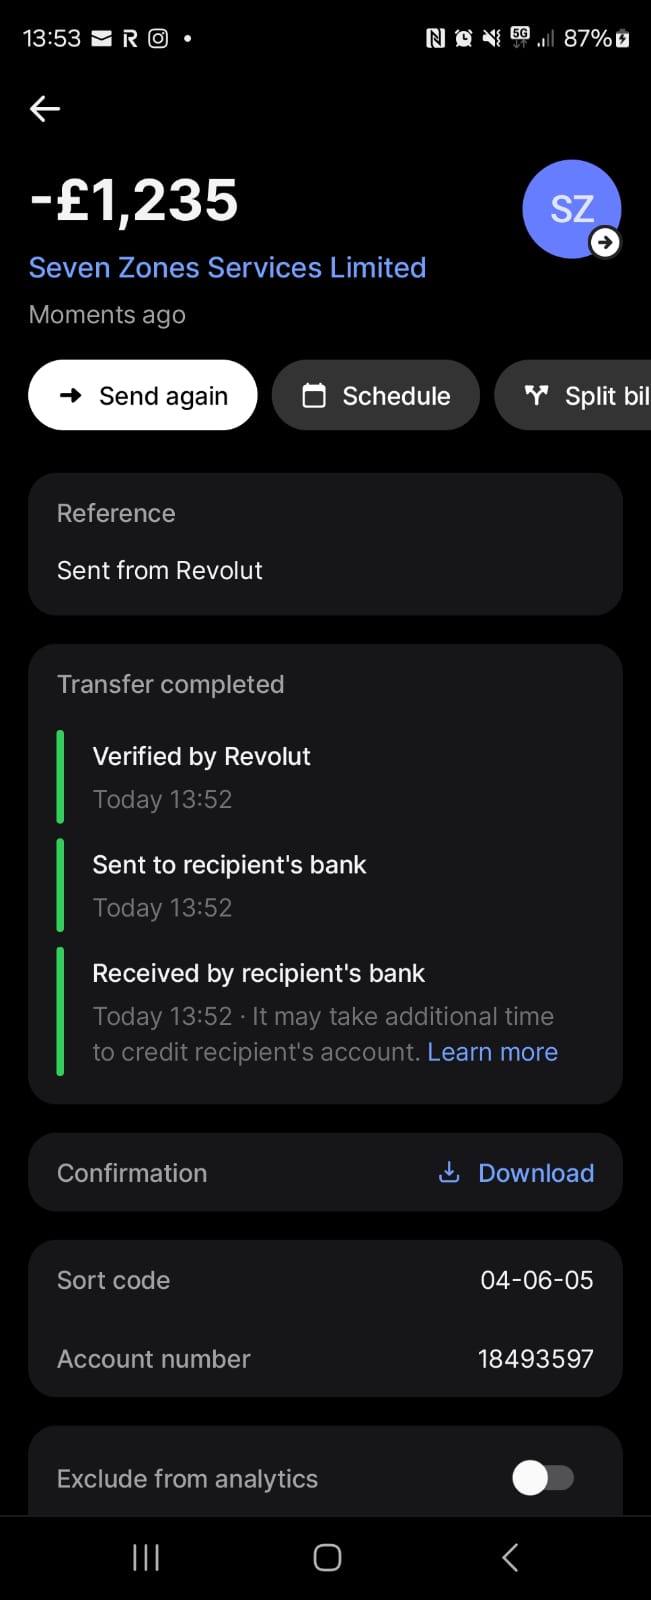 13:53 R 5G 87%
-£1,235
SZ
Seven Zones Services Limited
Moments ago
Send again Schedule Split bil
Reference
Sent from Revolut
Transfer completed
Verified by Revolut
Today 13:52
Sent to recipient's bank
Today 13:52
Received by recipient's bank
Today 13:52 · It may take additional time
to credit recipient's account. Learn more
Confirmation Download
Sort code 04-06-05
Account number 18493597
Exclude from analytics